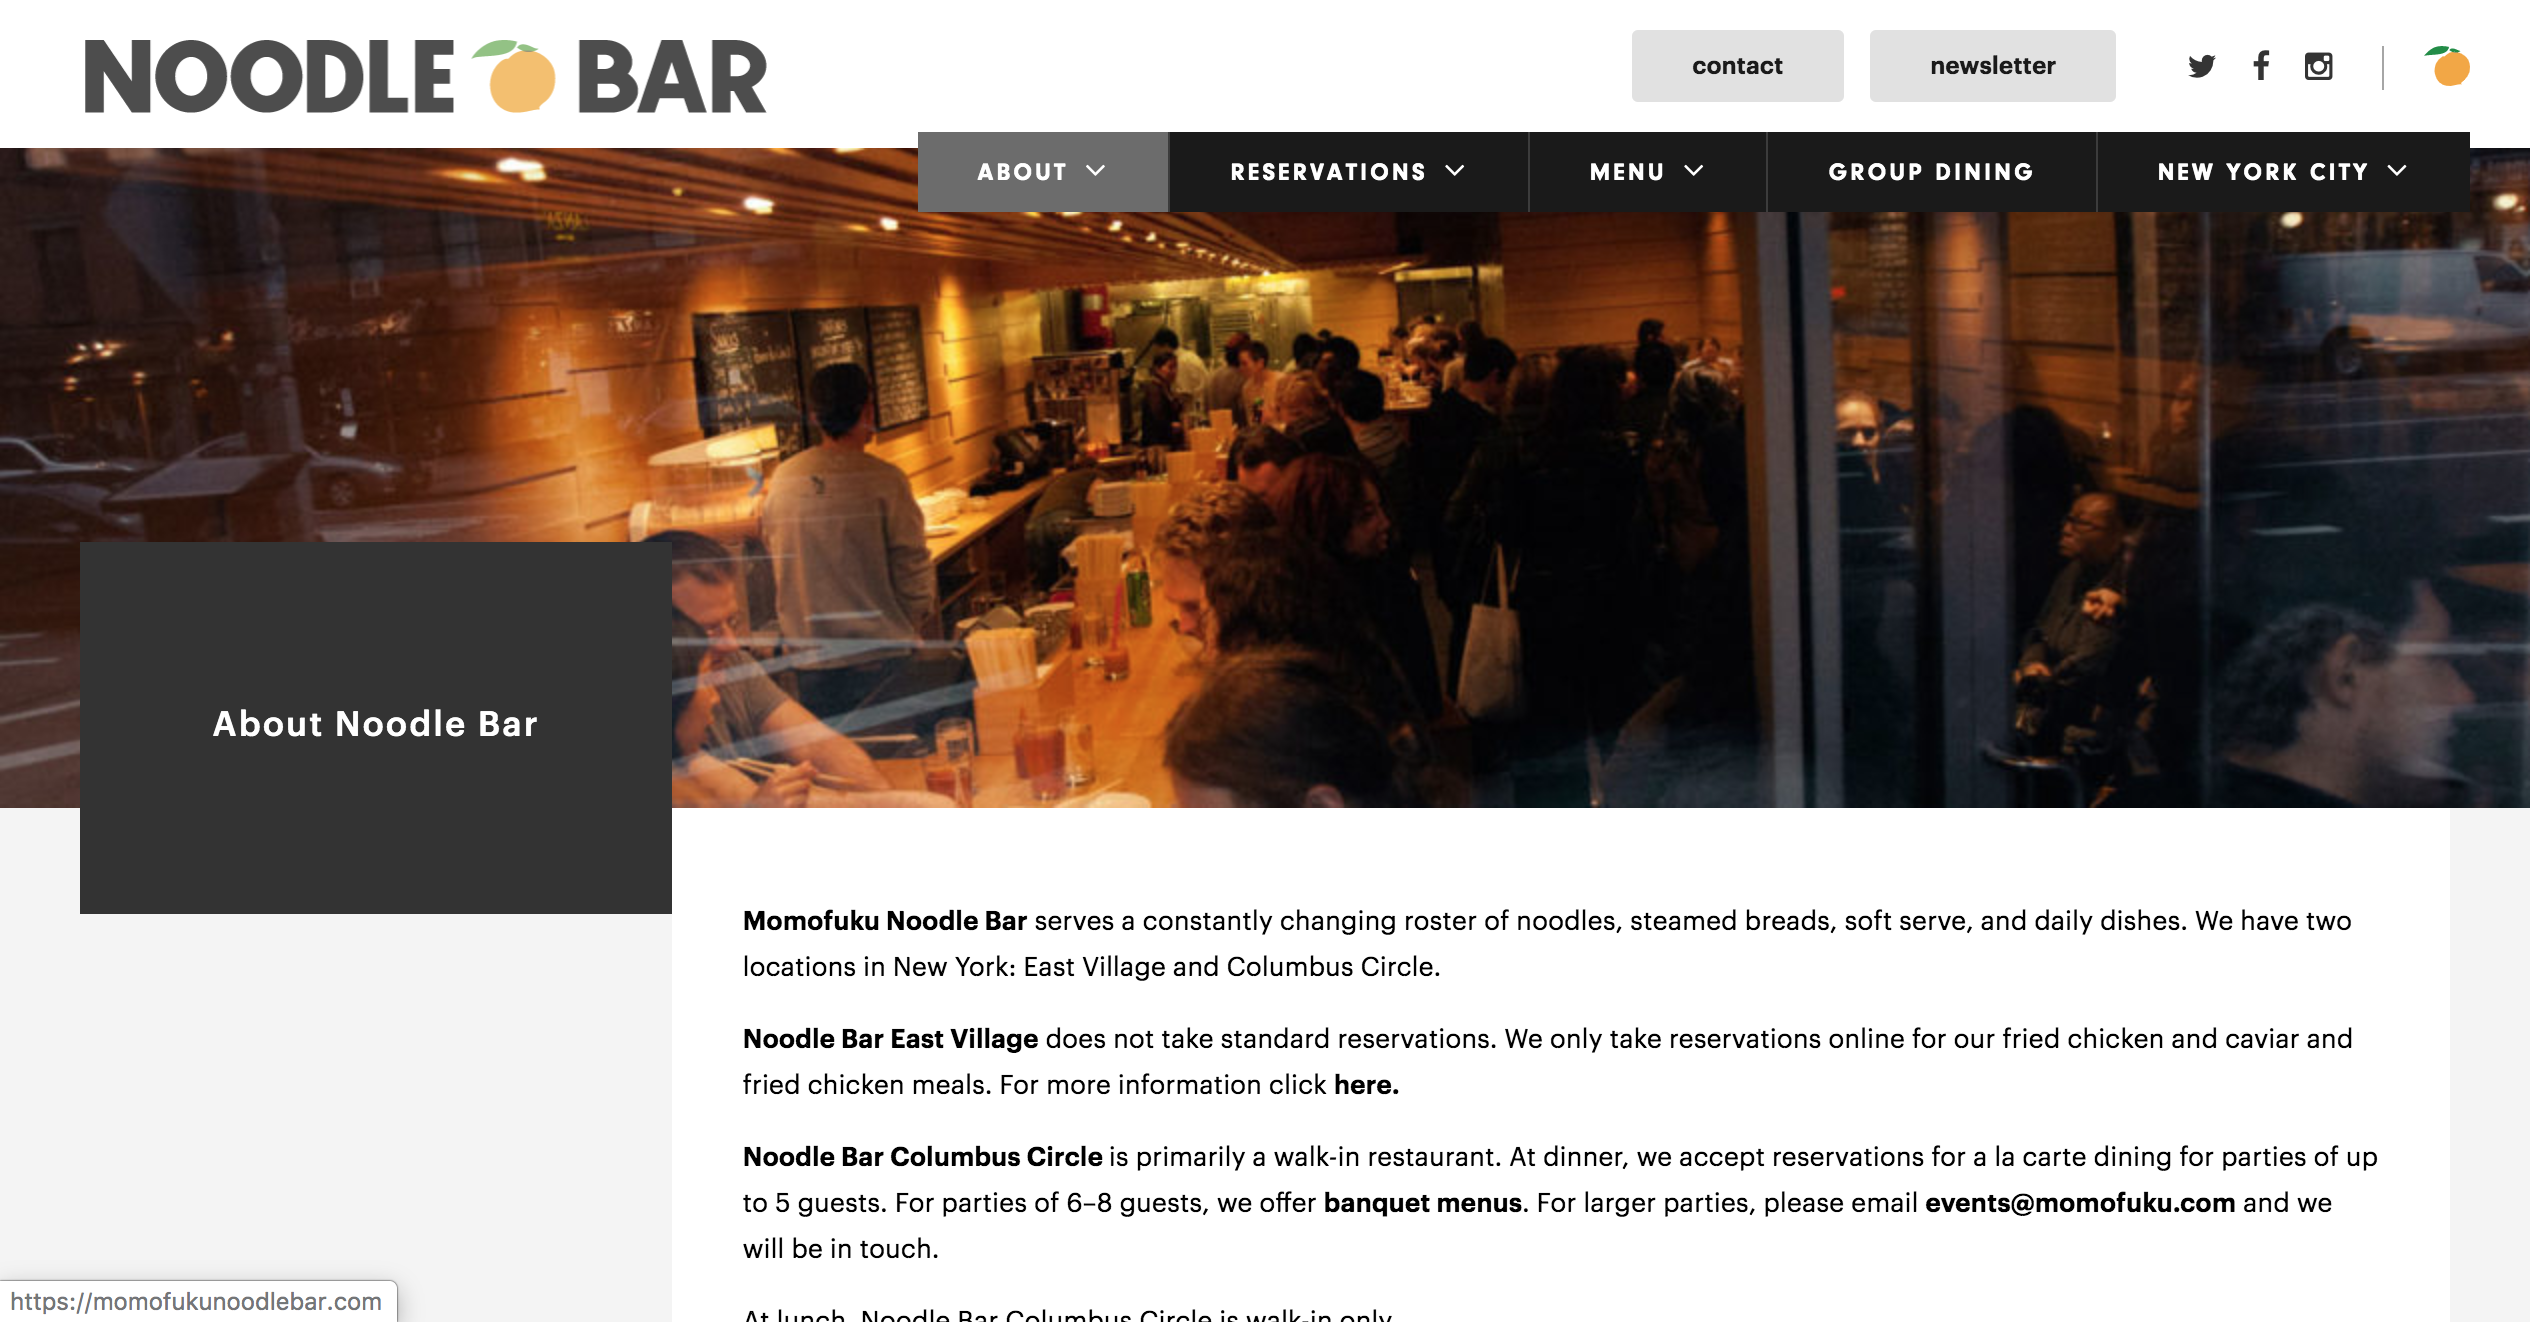 NOODLE BAR
contact
newsletter
ABOUT
RESERVATIONS
MENU
GROUP DINING
NEW YORK CITY
About Noodle Bar
Momofuku Noodle Bar serves a constantly changing roster of noodles, steamed breads, soft serve, and daily dishes. We have two
locations in New York: East Village and Columbus Circle.
Noodle Bar East Village does not take standard reservations. We only take reservations online for our fried chicken and caviar and
fried chicken meals. For more information click here.
Noodle Bar Columbus Circle is primarily a walk-in restaurant. At dinner, we accept reservations for a la carte dining for parties of up
to 5 guests. For parties of 6–8 guests, we offer banquet menus. For larger parties, please email events@momofuku.com and we
will be in touch.
At lunch, Noodle Bar Columbus Circle is walk-in only.
https://momofukunoodlebar.com